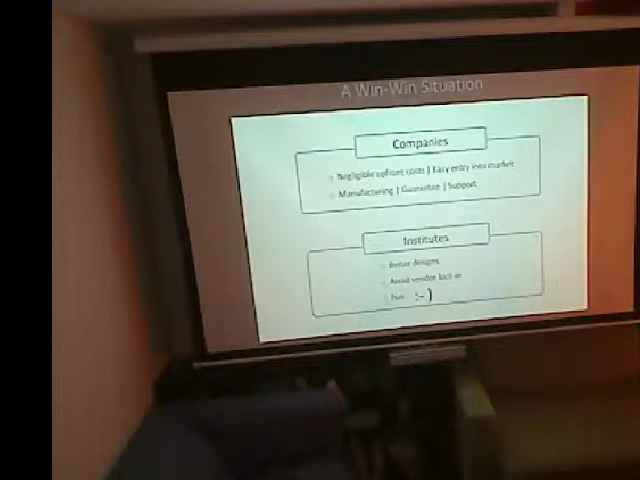 A Win-Win Situation
Companies
Negligible upfront costs | Easy entry into market
Manufacturing | Guarantee | Support
Institutes
Better designs
Avoid vendor lock-in
Fun :-)